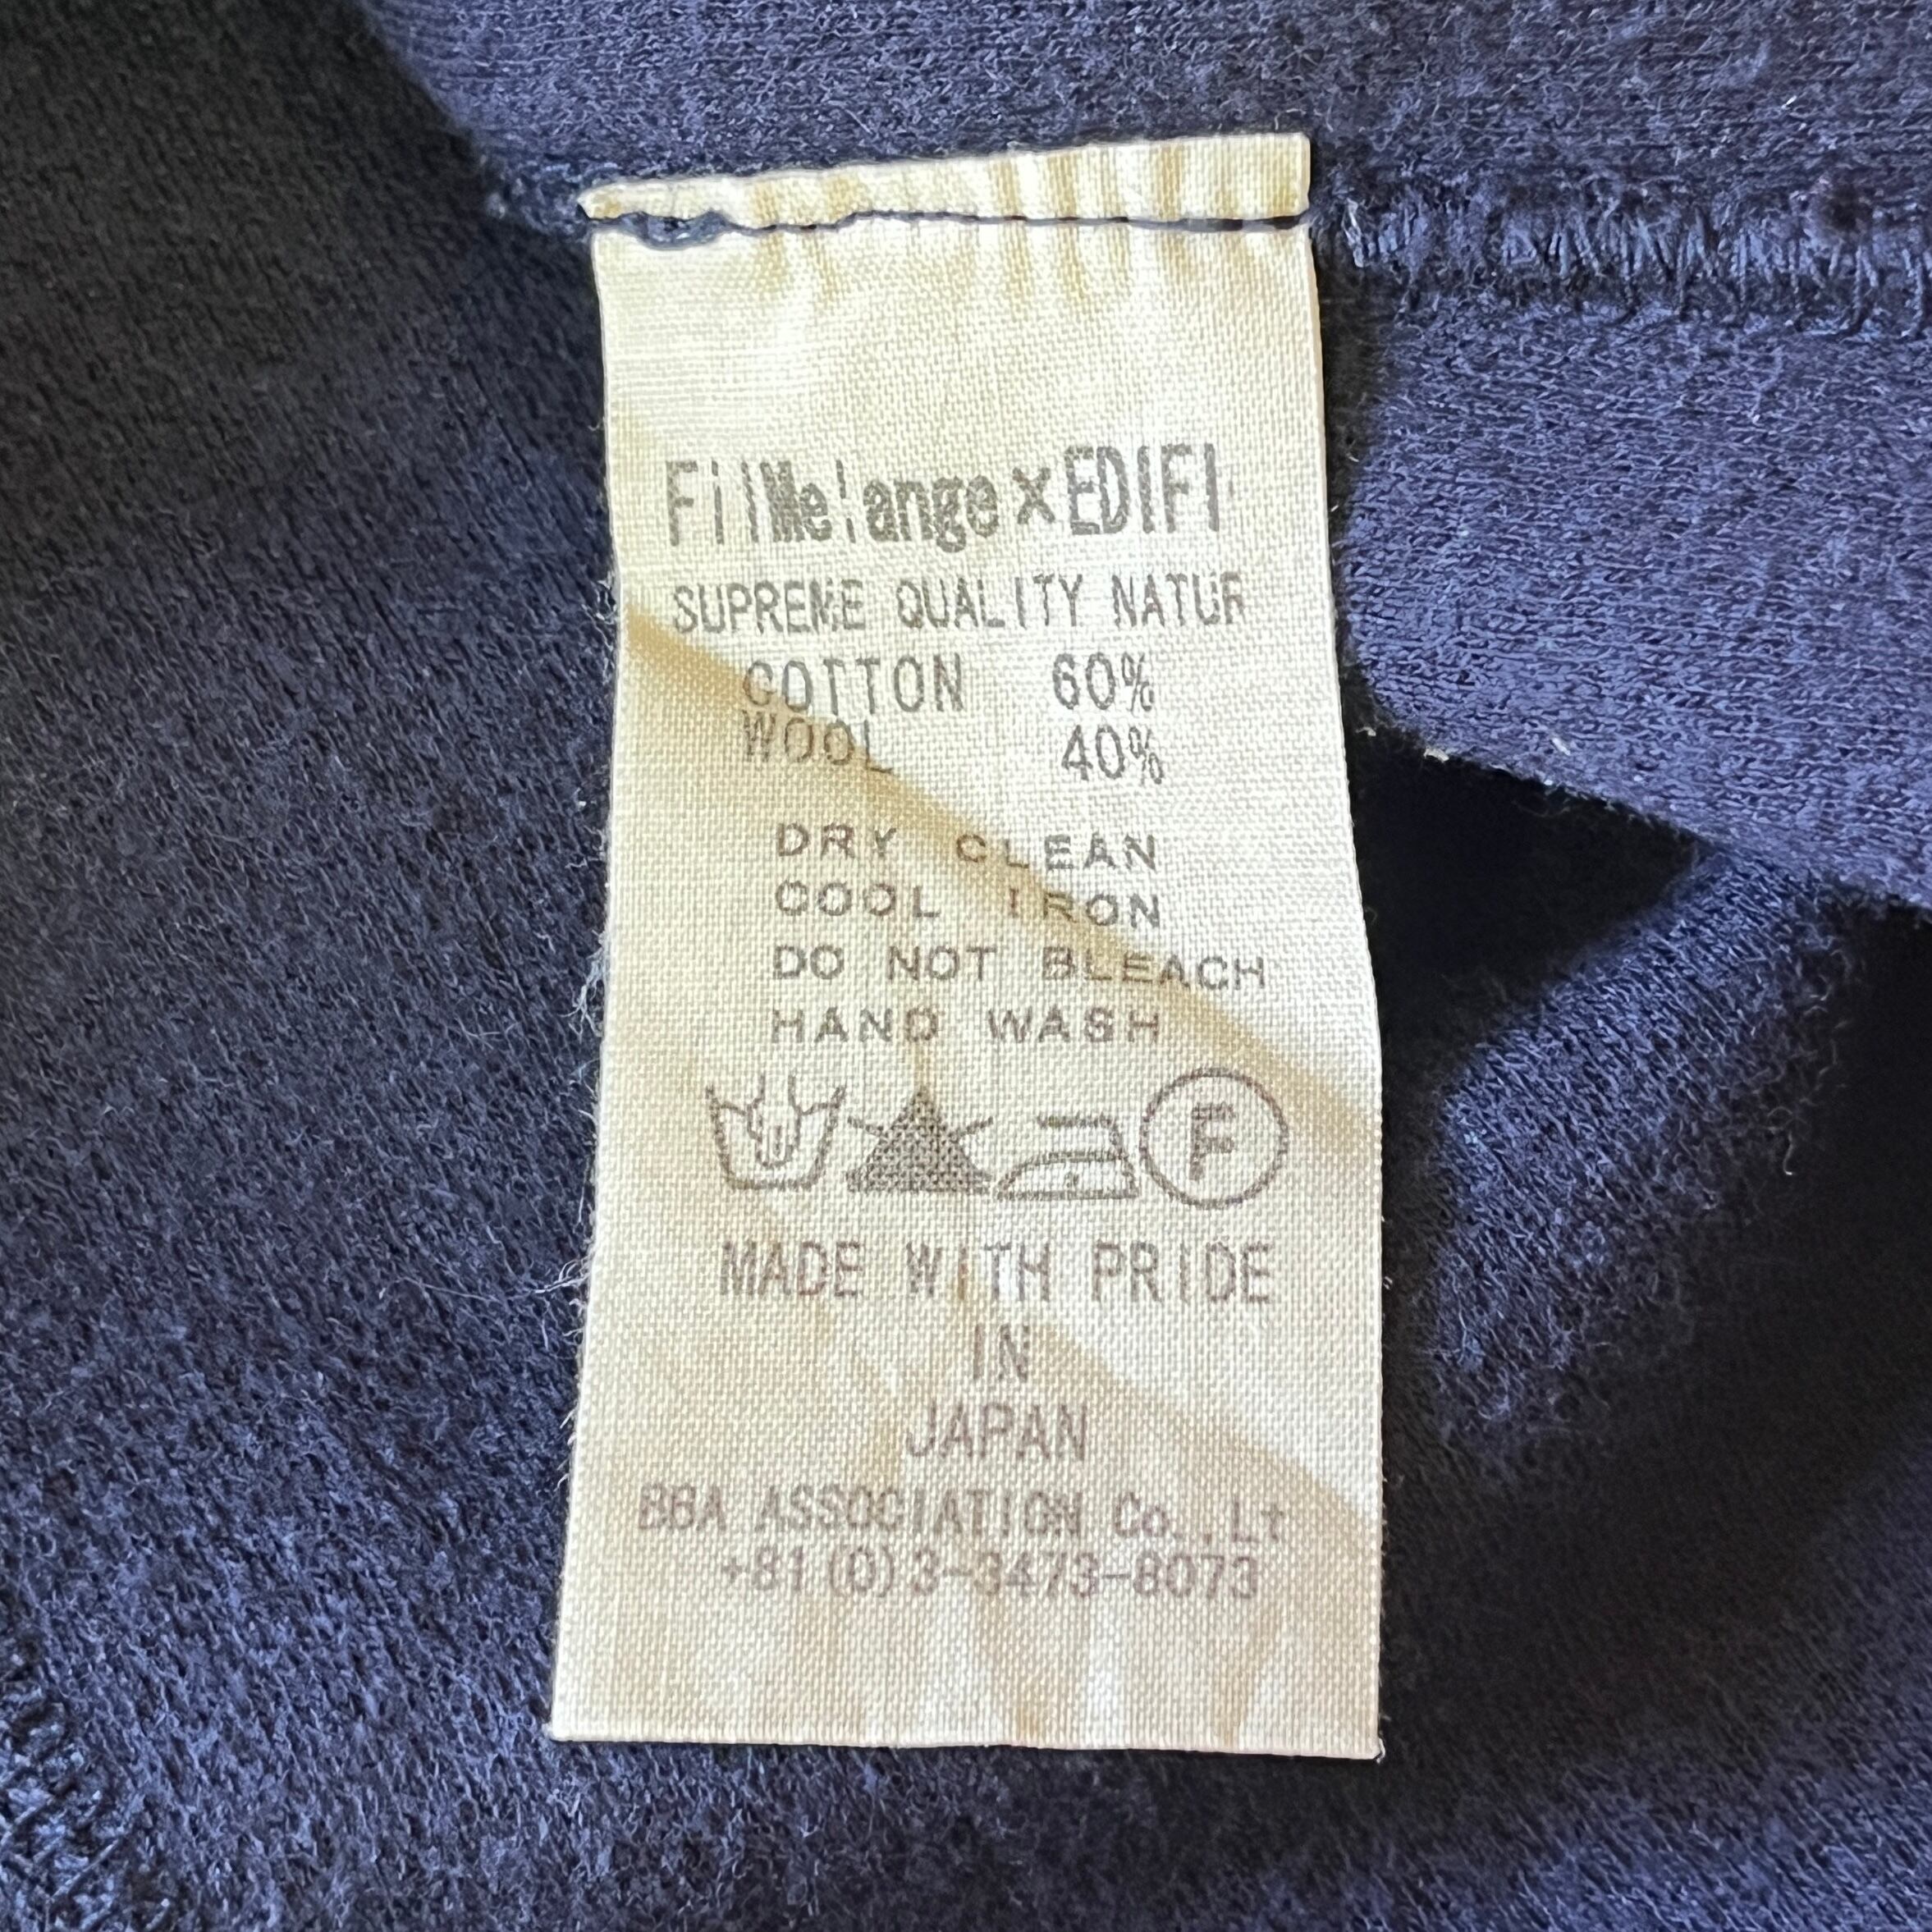 FilMelange×EDIFI
SUPREME QUALITY NATUR
COTTON 60%
WOOL 40%
DRY CLEAN
COOL IRON
DO NOT BLEACH
HAND WASH
F
MADE WITH PRIDE
IN
JAPAN
BBA ASSOCIATION Co.,Lt
+81(0)3-3473-8073